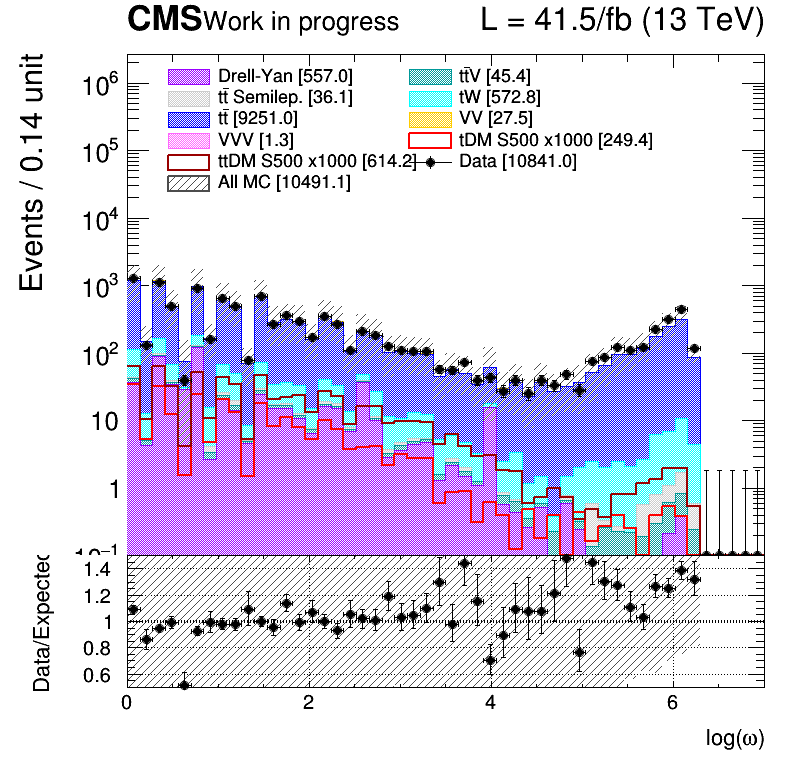 CMS Work in progress L = 41.5/fb (13 TeV)
Drell-Yan [557.0] tt̄V [45.4]
tt̄ Semilep. [36.1] tW [572.8]
tt̄ [9251.0] VV [27.5]
VVV [1.3] tDM S500 x1000 [249.4]
ttDM S500 x1000 [614.2] Data [10841.0]
All MC [10491.1]
Events / 0.14 unit
10⁶
10⁵
10⁴
10³
10²
10
1
10⁻¹
Data/Expected
1.4
1.2
1
0.8
0.6
0 2 4 6
log(ω)